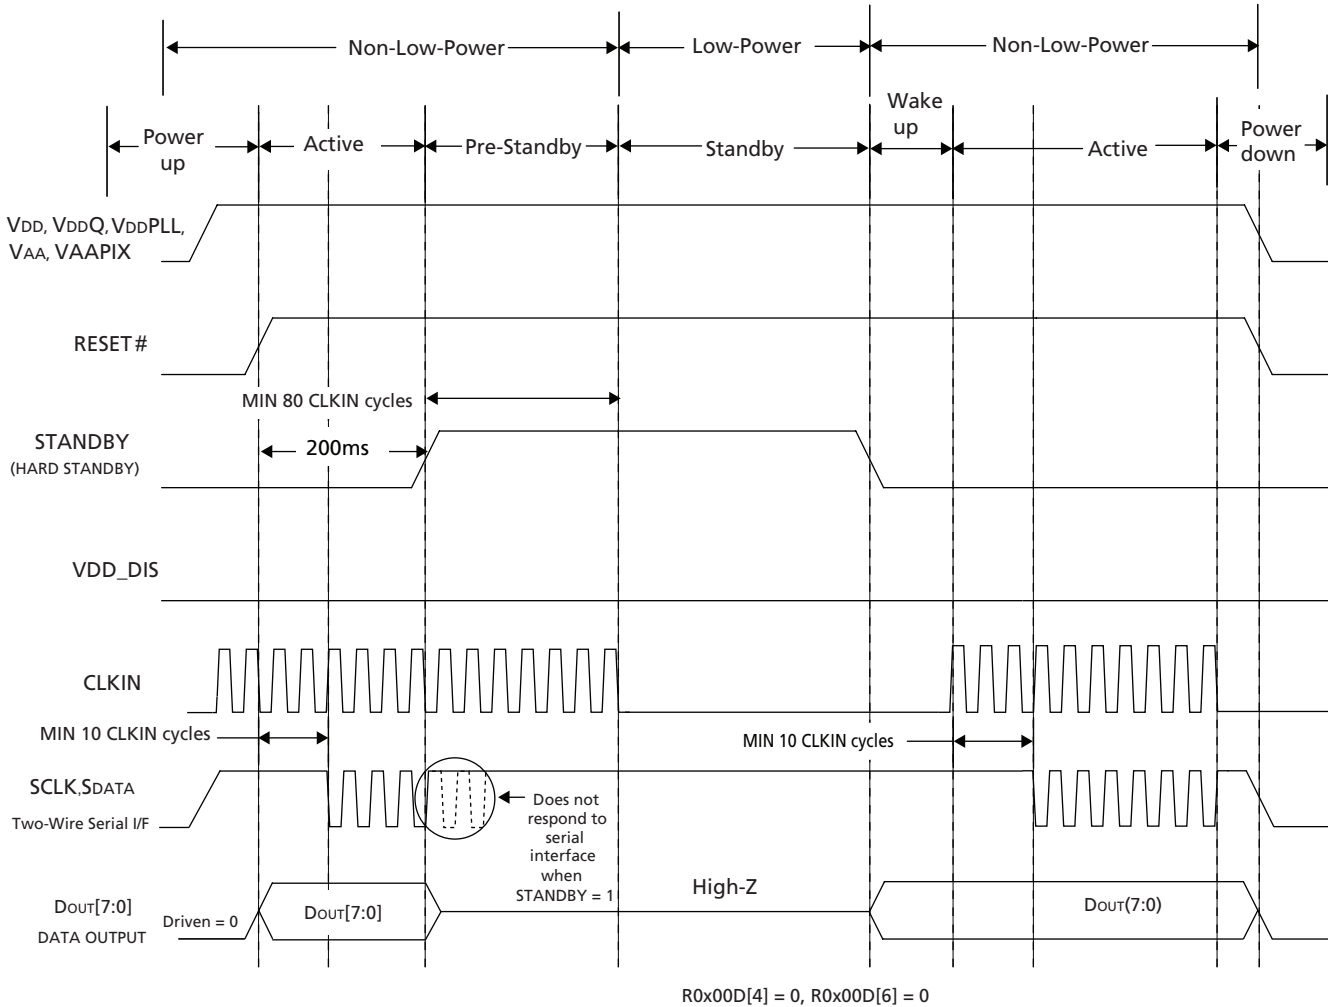 Non-Low-Power
Low-Power
Non-Low-Power
Power
up
Active
Pre-Standby
Standby
Wake
up
Active
Power
down
VDD, VDDQ, VDDPLL,
VAA, VAAPIX
RESET#
MIN 80 CLKIN cycles
STANDBY
(HARD STANDBY)
200ms
VDD_DIS
CLKIN
MIN 10 CLKIN cycles
MIN 10 CLKIN cycles
SCLK,SDATA
Two-Wire Serial I/F
Does not
respond to
serial
interface
when
STANDBY = 1
High-Z
DOUT[7:0]
DATA OUTPUT
Driven = 0
DOUT[7:0]
DOUT(7:0)
R0x00D[4] = 0, R0x00D[6] = 0